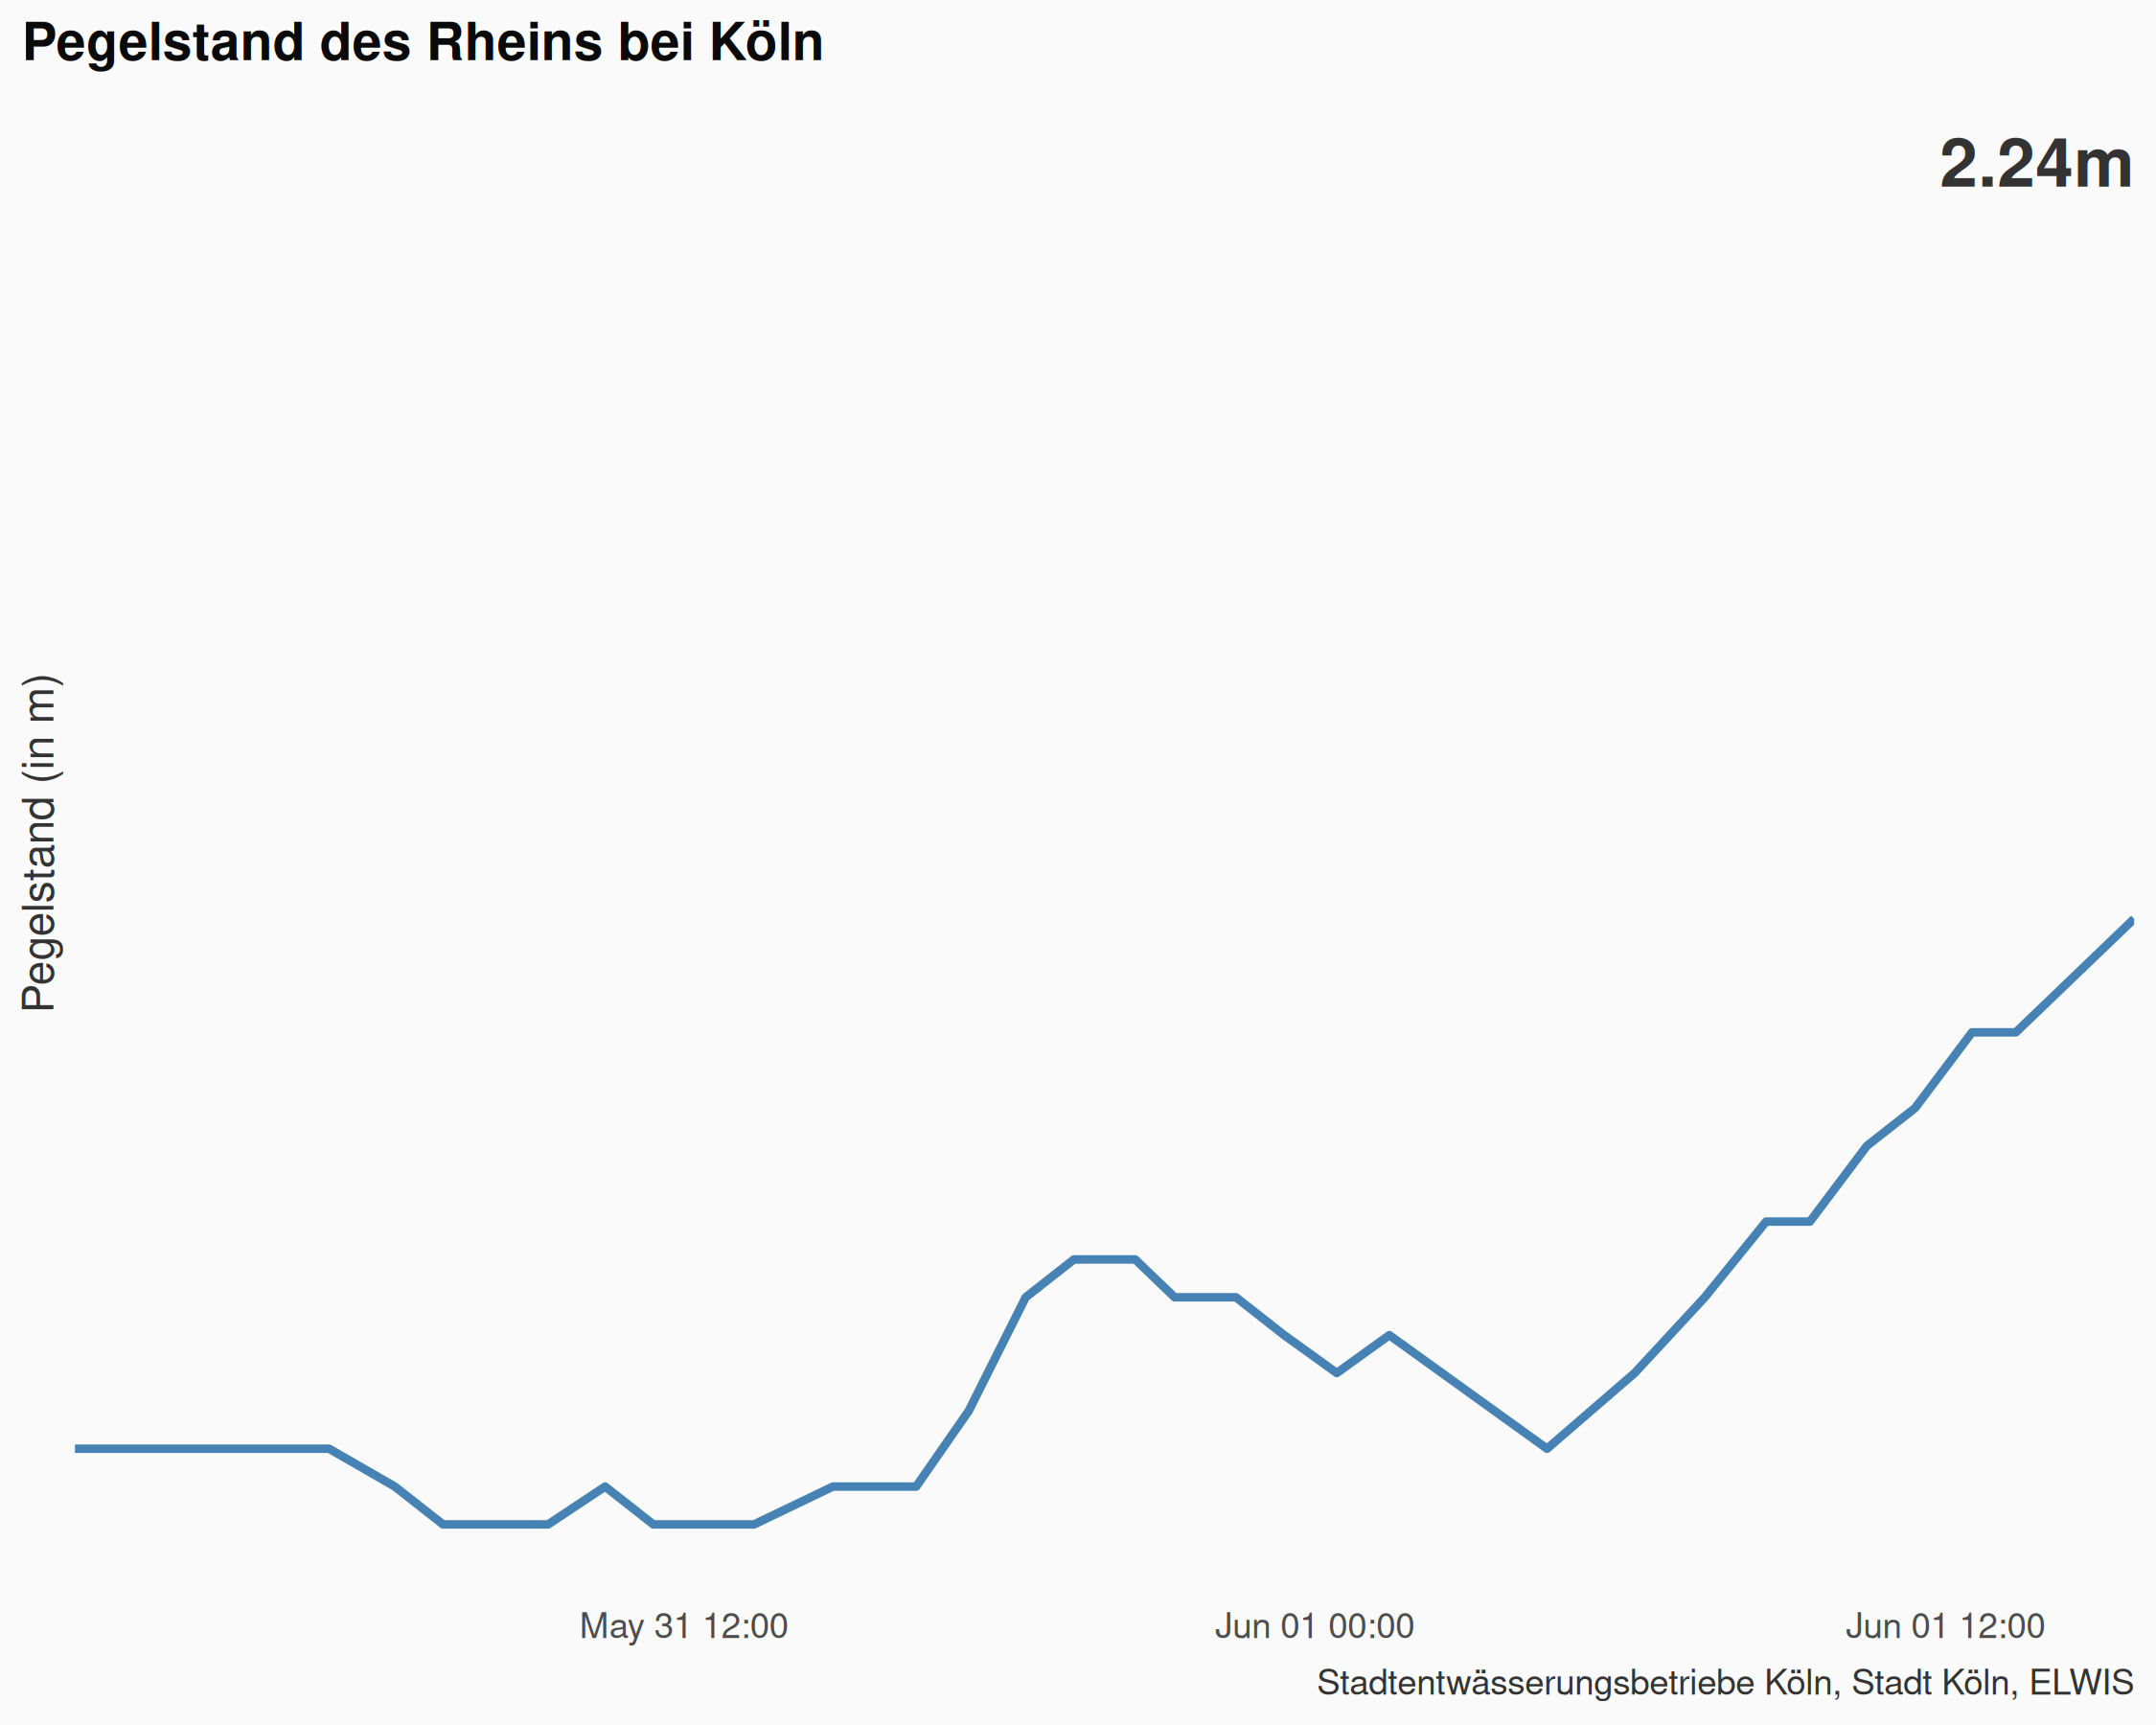 Pegelstand des Rheins bei Köln
2.24m
Pegelstand (in m)
May 31 12:00
Jun 01 00:00
Jun 01 12:00
Stadtentwässerungsbetriebe Köln, Stadt Köln, ELWIS